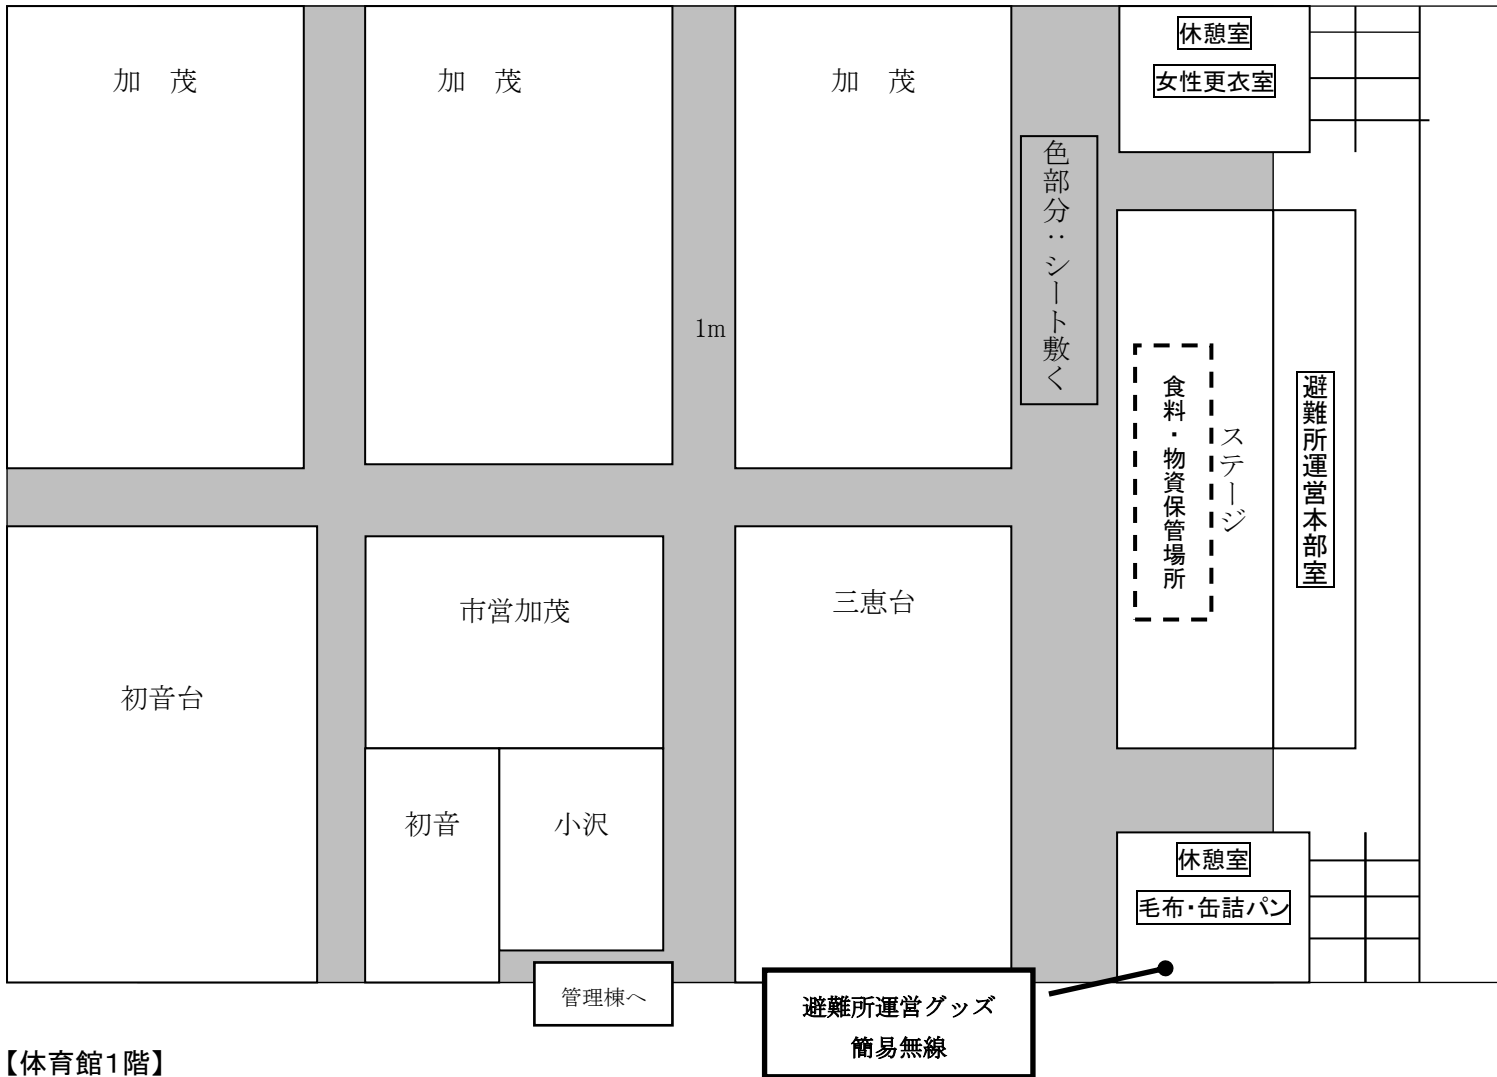 加　茂
加　茂
加　茂
休憩室
女性更衣室
色部分：シート敷く
1m
食料・物資保管場所
ステージ
避難所運営本部室
初音台
市営加茂
三恵台
初音
小沢
休憩室
毛布・缶詰パン
管理棟へ
避難所運営グッズ
簡易無線
【体育館１階】